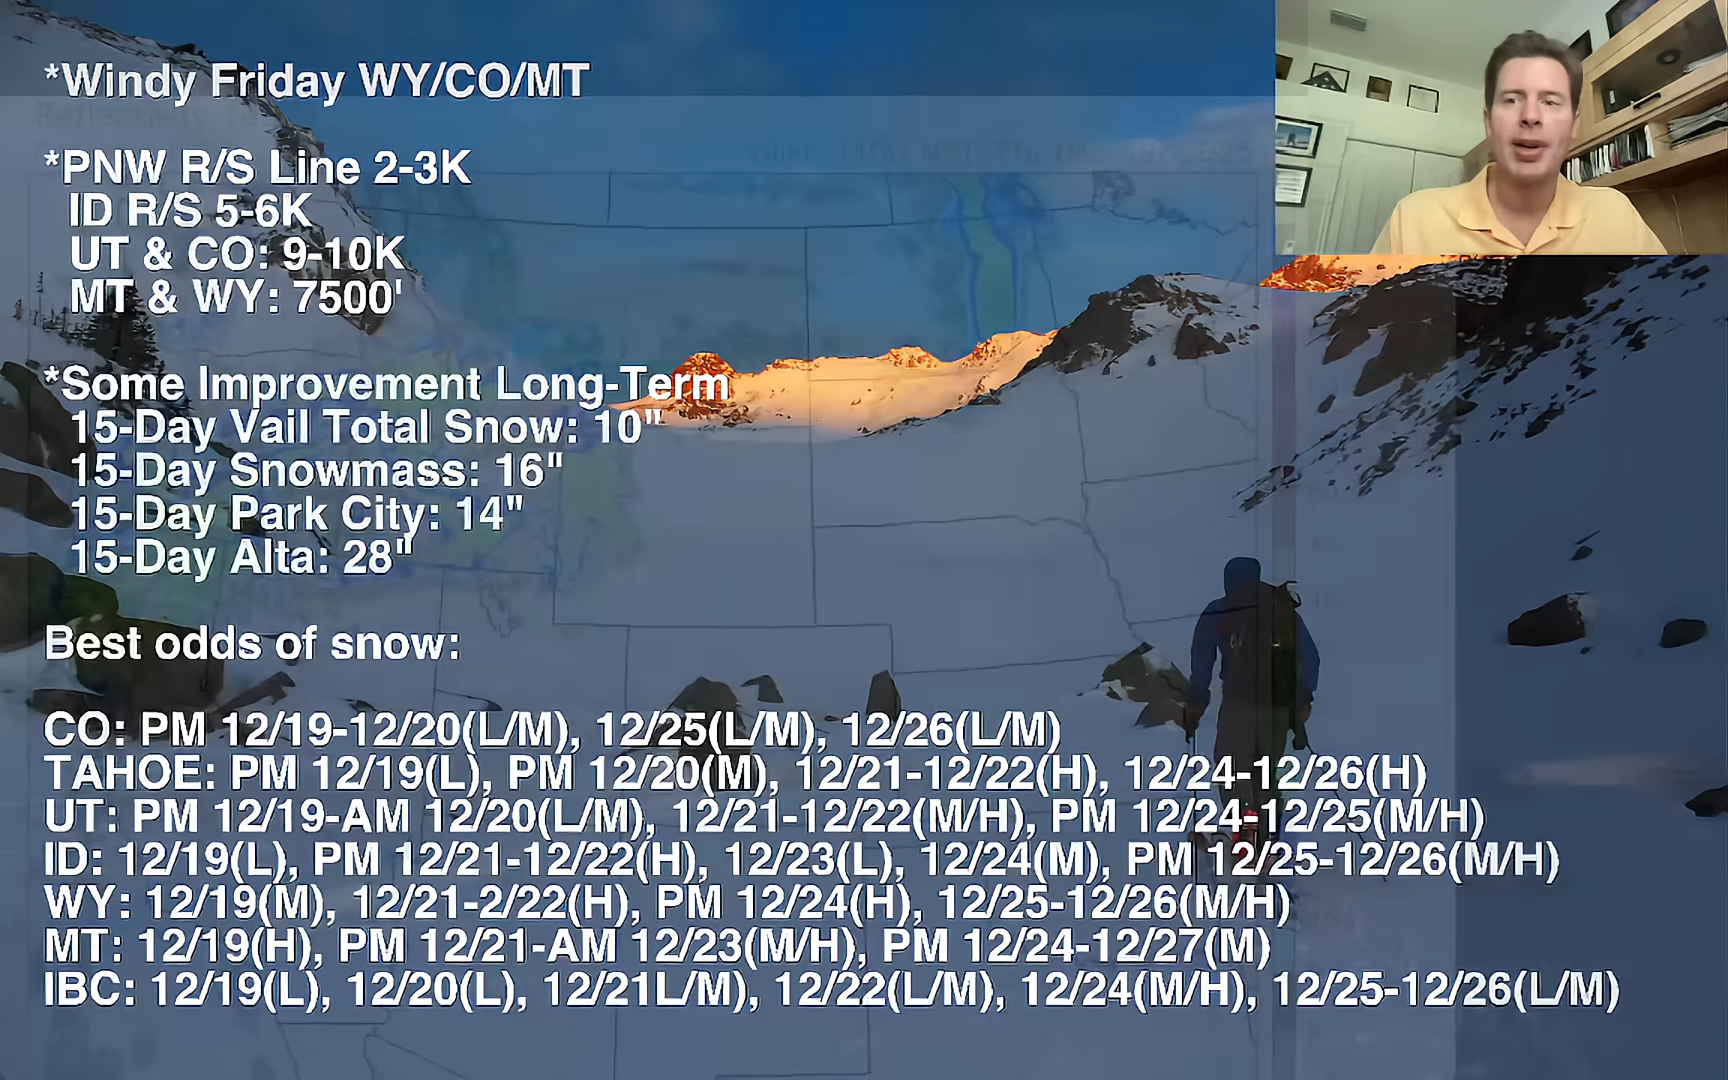 *Windy Friday WY/CO/MT
*PNW R/S Line 2-3K
ID R/S 5-6K
UT & CO: 9-10K
MT & WY: 7500'
*Some Improvement Long-Term
15-Day Vail Total Snow: 10"
15-Day Snowmass: 16"
15-Day Park City: 14"
15-Day Alta: 28"
Best odds of snow:
CO: PM 12/19-12/20(L/M), 12/25(L/M), 12/26(L/M)
TAHOE: PM 12/19(L), PM 12/20(M), 12/21-12/22(H), 12/24-12/26(H)
UT: PM 12/19-AM 12/20(L/M), 12/21-12/22(M/H), PM 12/24-12/25(M/H)
ID: 12/19(L), PM 12/21-12/22(H), 12/23(L), 12/24(M), PM 12/25-12/26(M/H)
WY: 12/19(M), 12/21-2/22(H), PM 12/24(H), 12/25-12/26(M/H)
MT: 12/19(H), PM 12/21-AM 12/23(M/H), PM 12/24-12/27(M)
IBC: 12/19(L), 12/20(L), 12/21L/M), 12/22(L/M), 12/24(M/H), 12/25-12/26(L/M)